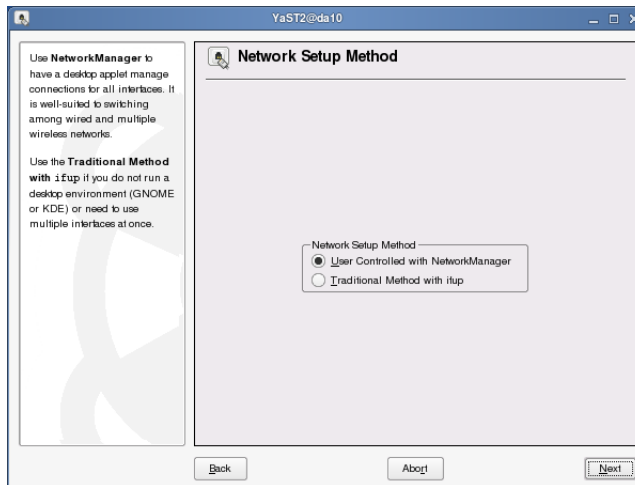 YaST2@da10
Use NetworkManager to
have a desktop applet manage
connections for all interfaces. It
is well-suited to switching
among wired and multiple
wireless networks.
Use the Traditional Method
with ifup if you do not run a
desktop environment (GNOME
or KDE) or need to use
multiple interfaces at once.
Network Setup Method
Network Setup Method
User Controlled with NetworkManager
Traditional Method with ifup
Back
Abort
Next